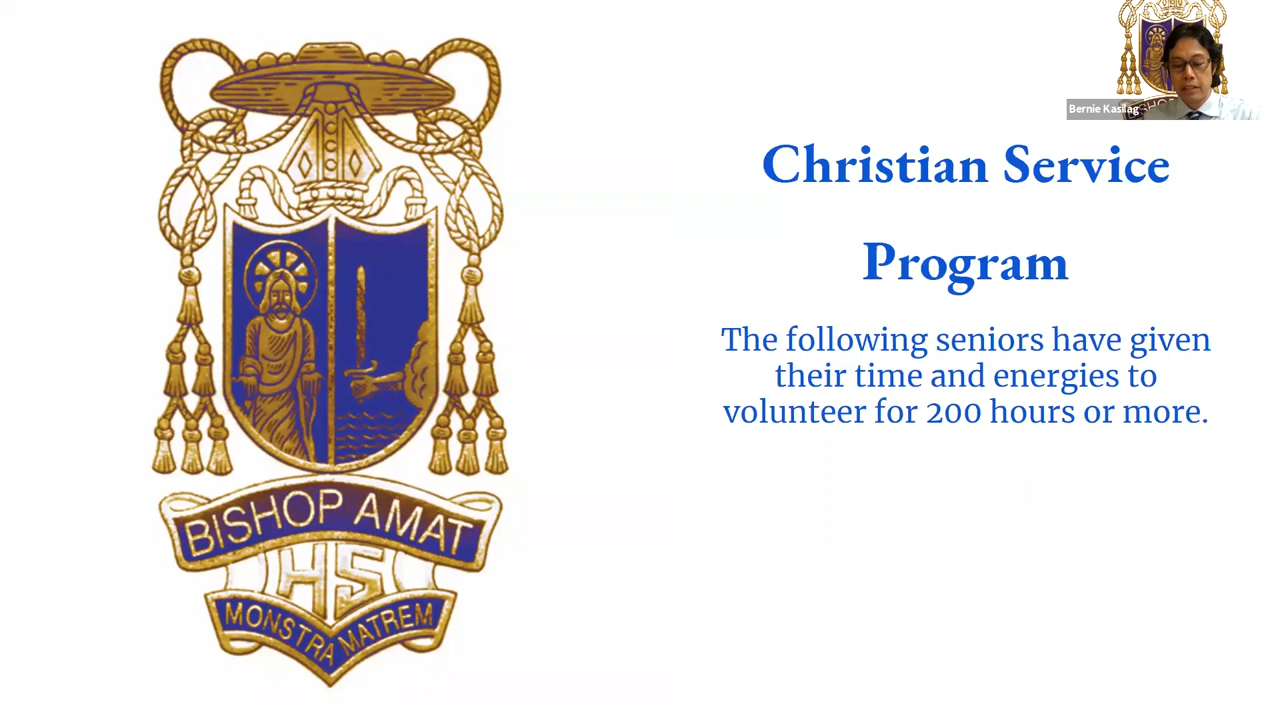 Bernie Kasilag
Christian Service
Program
The following seniors have given
their time and energies to
volunteer for 200 hours or more.
BISHOP AMAT
HS
MONSTRA MATREM